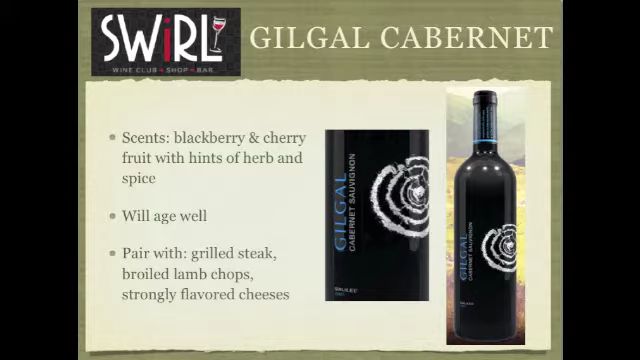 SWiRL
WINE CLUB • SHOP • BAR
GILGAL CABERNET
• Scents: blackberry & cherry
fruit with hints of herb and
spice
• Will age well
• Pair with: grilled steak,
broiled lamb chops,
strongly flavored cheeses
GILGAL
CABERNET SAUVIGNON
GALILEE
GILGAL
CABERNET SAUVIGNON